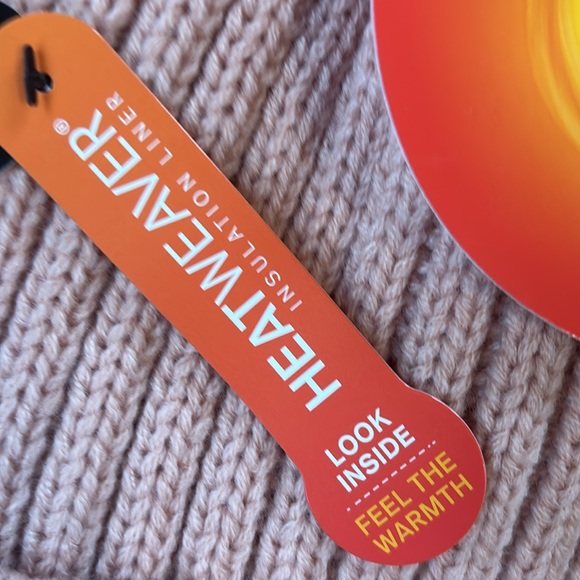 HEATWEAVER®
INSULATION LINER
LOOK
INSIDE
FEEL THE
WARMTH